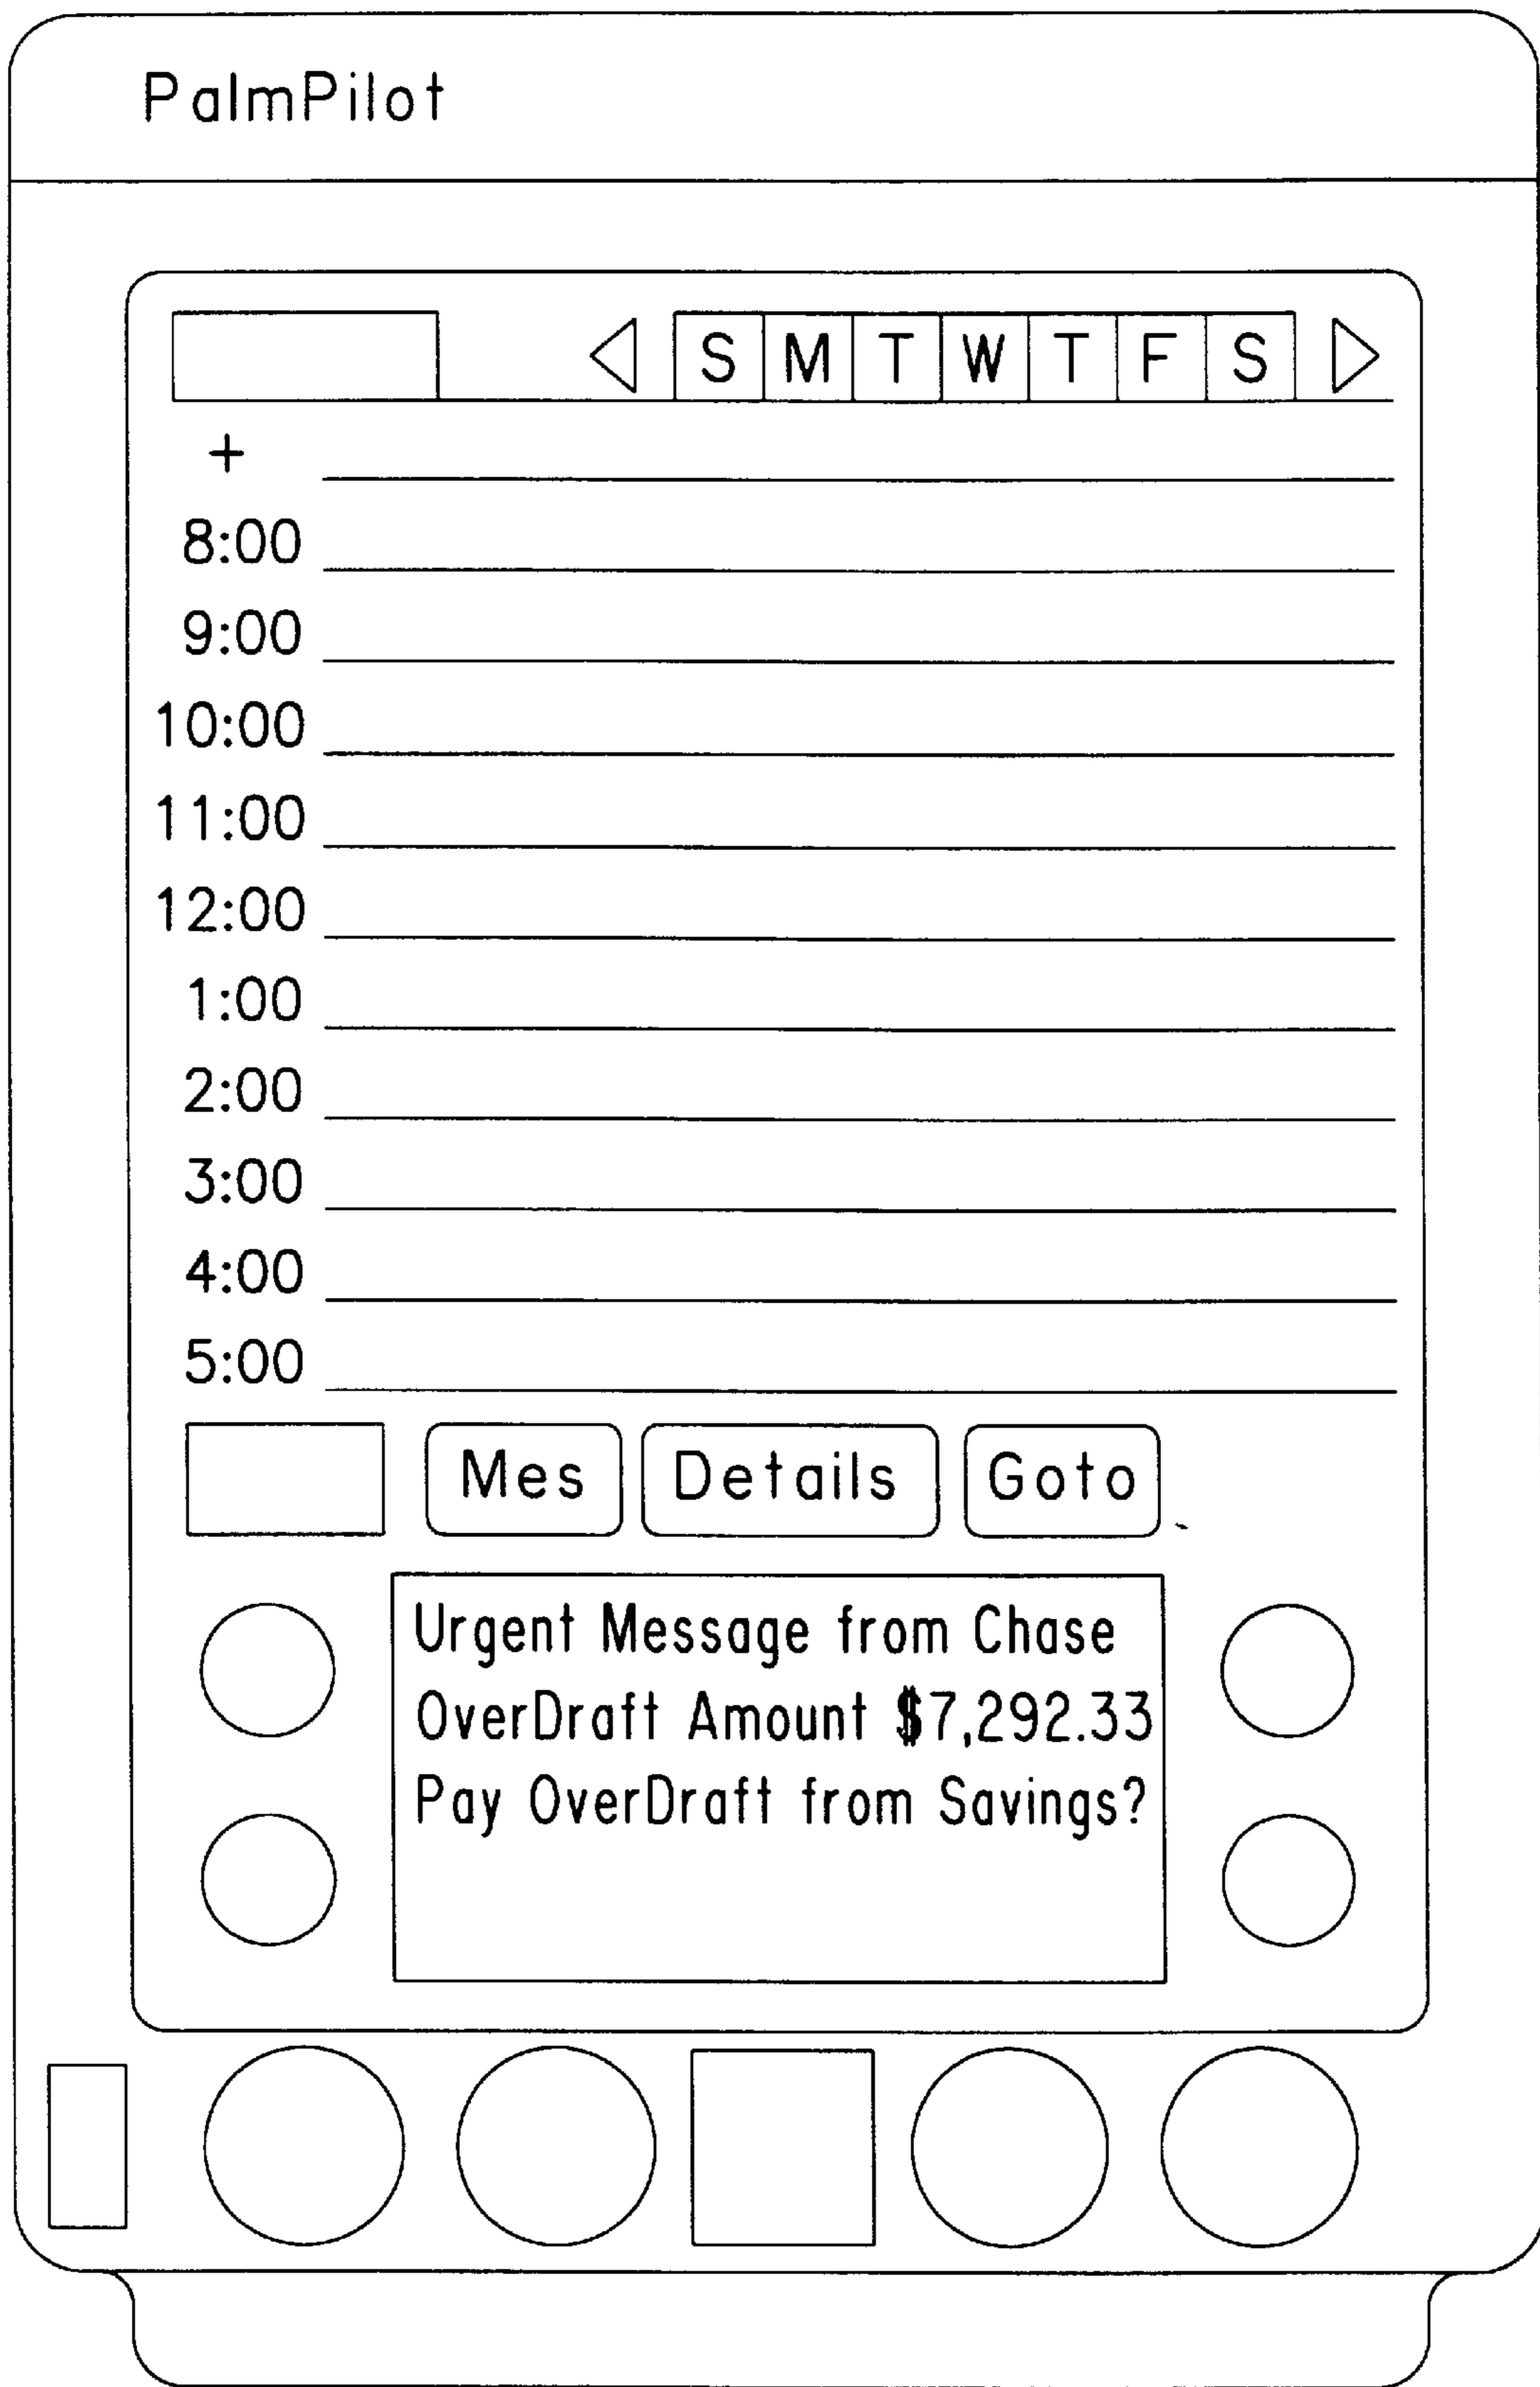 PalmPilot
S M T W T F S
+
8:00
9:00
10:00
11:00
12:00
1:00
2:00
3:00
4:00
5:00
Mes Details Goto
Urgent Message from Chase
OverDraft Amount $7,292.33
Pay OverDraft from Savings?